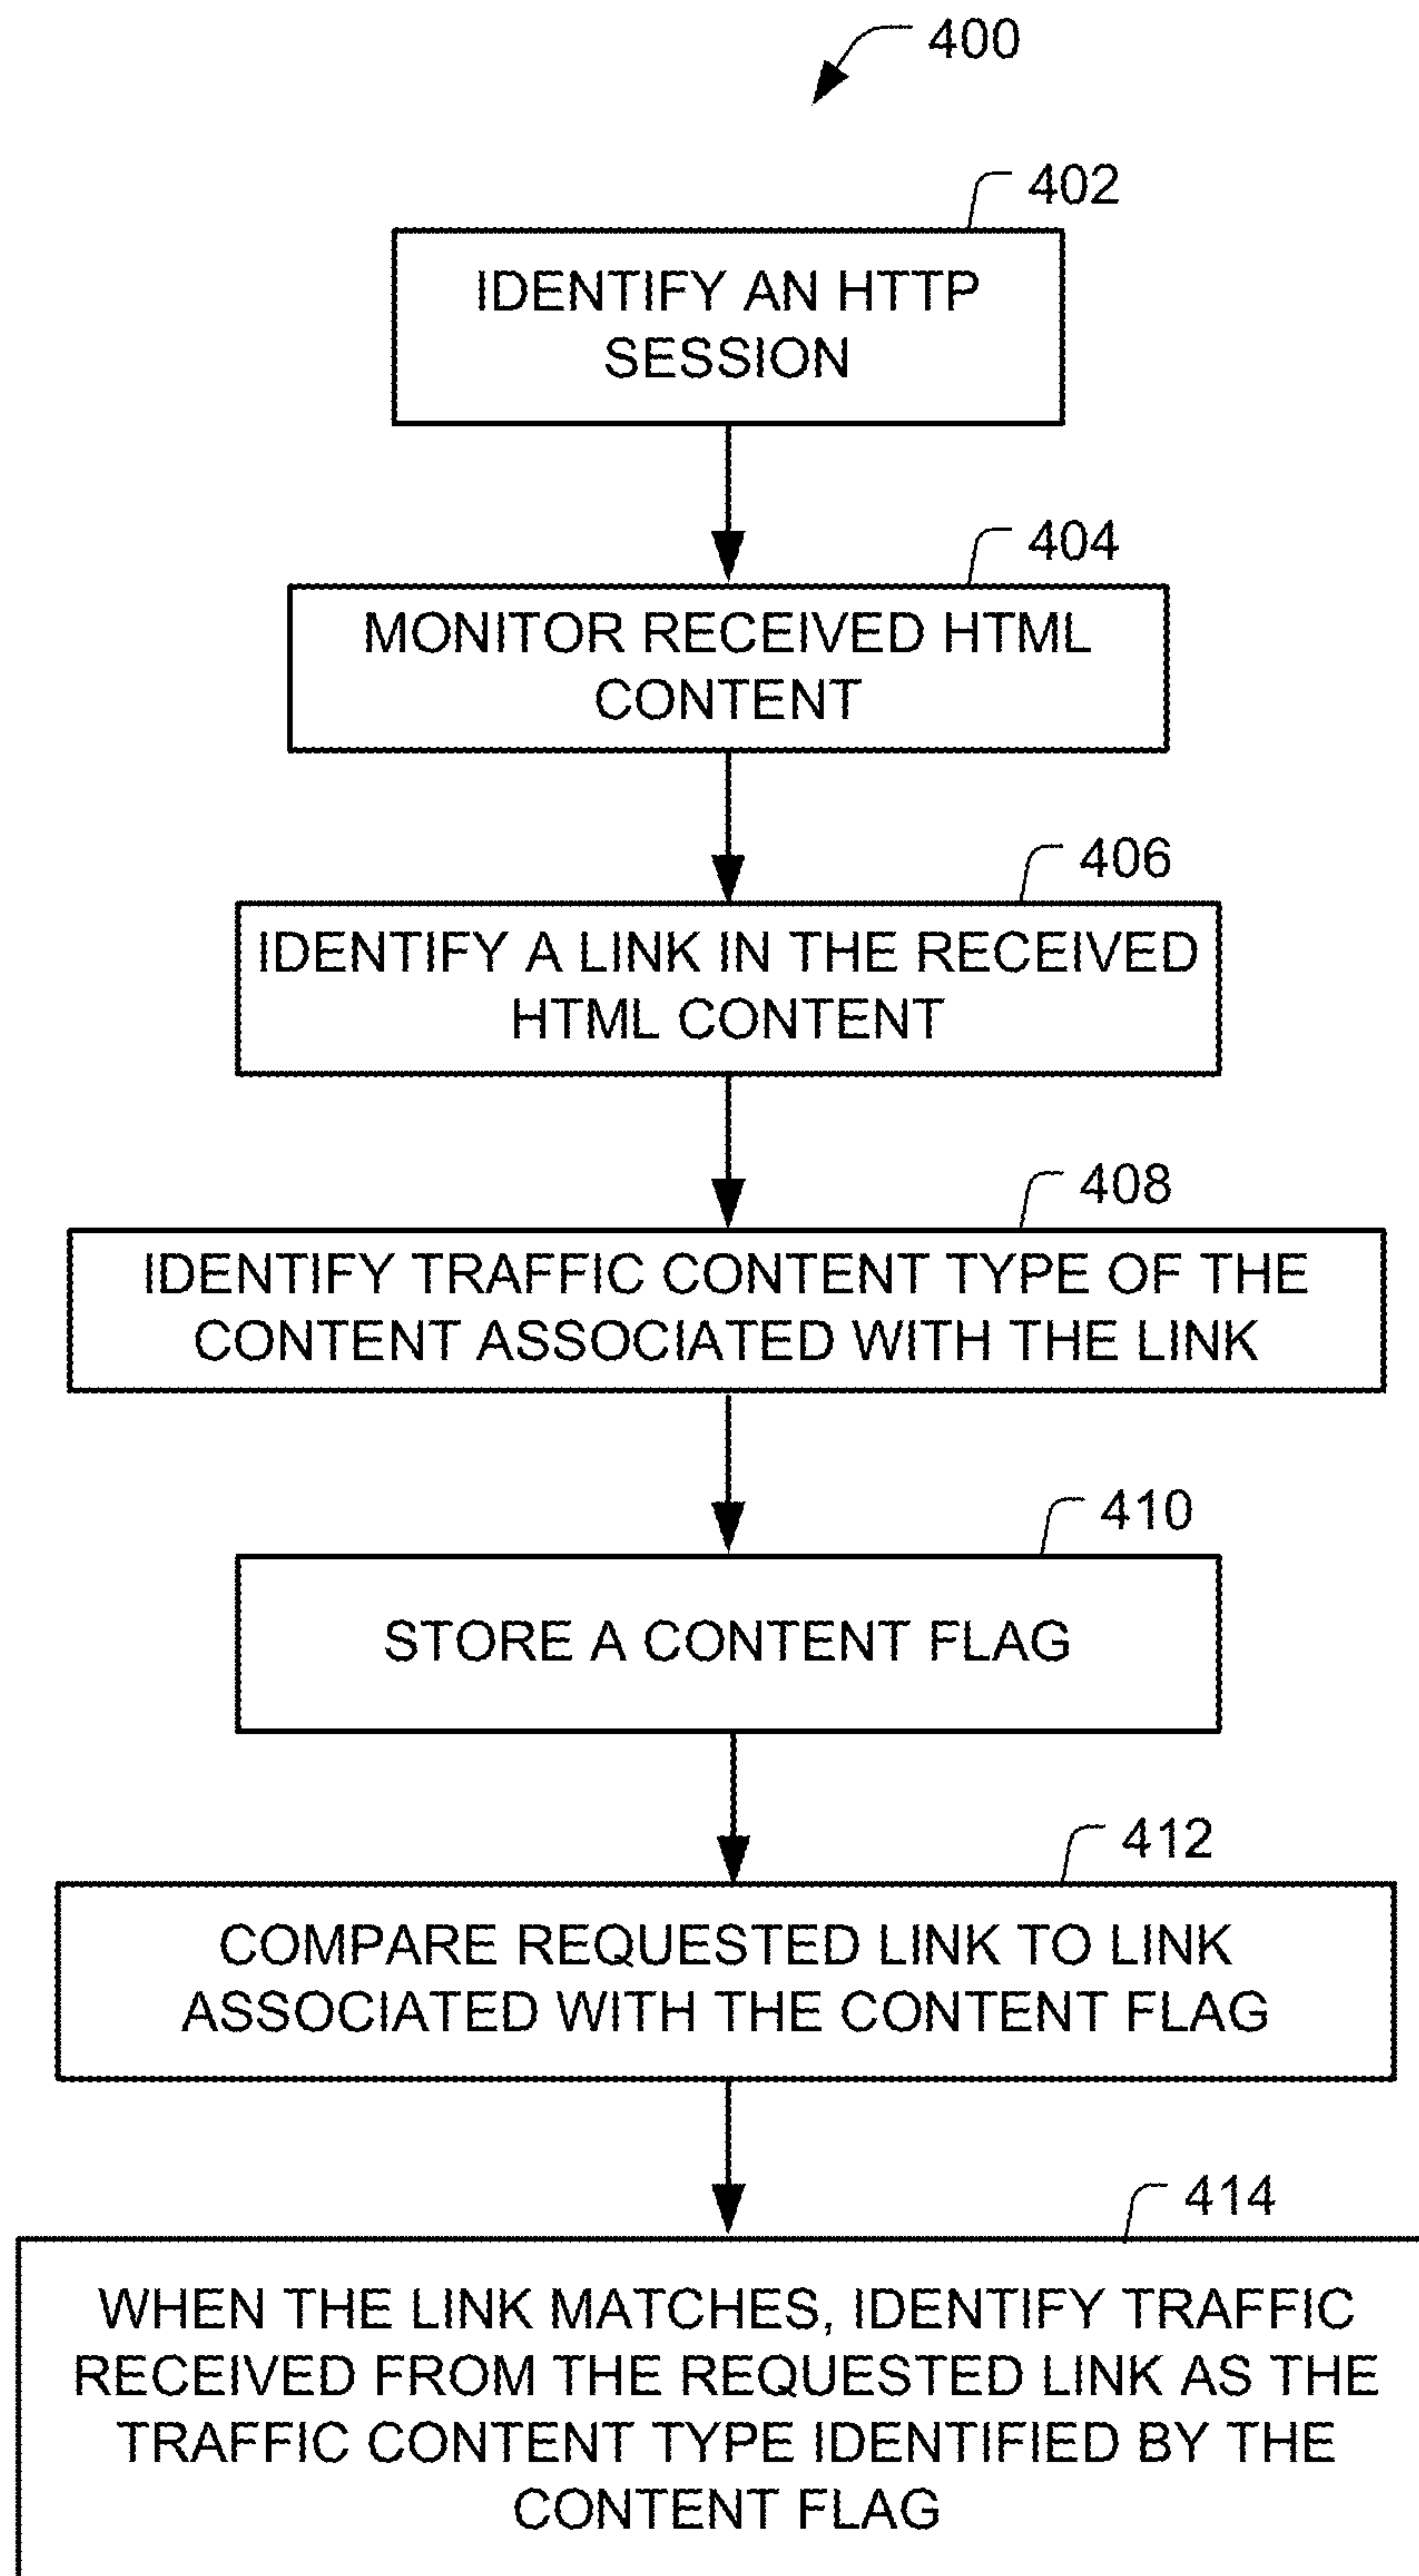 400
402
IDENTIFY AN HTTP
SESSION
404
MONITOR RECEIVED HTML
CONTENT
406
IDENTIFY A LINK IN THE RECEIVED
HTML CONTENT
408
IDENTIFY TRAFFIC CONTENT TYPE OF THE
CONTENT ASSOCIATED WITH THE LINK
410
STORE A CONTENT FLAG
412
COMPARE REQUESTED LINK TO LINK
ASSOCIATED WITH THE CONTENT FLAG
414
WHEN THE LINK MATCHES, IDENTIFY TRAFFIC
RECEIVED FROM THE REQUESTED LINK AS THE
TRAFFIC CONTENT TYPE IDENTIFIED BY THE
CONTENT FLAG